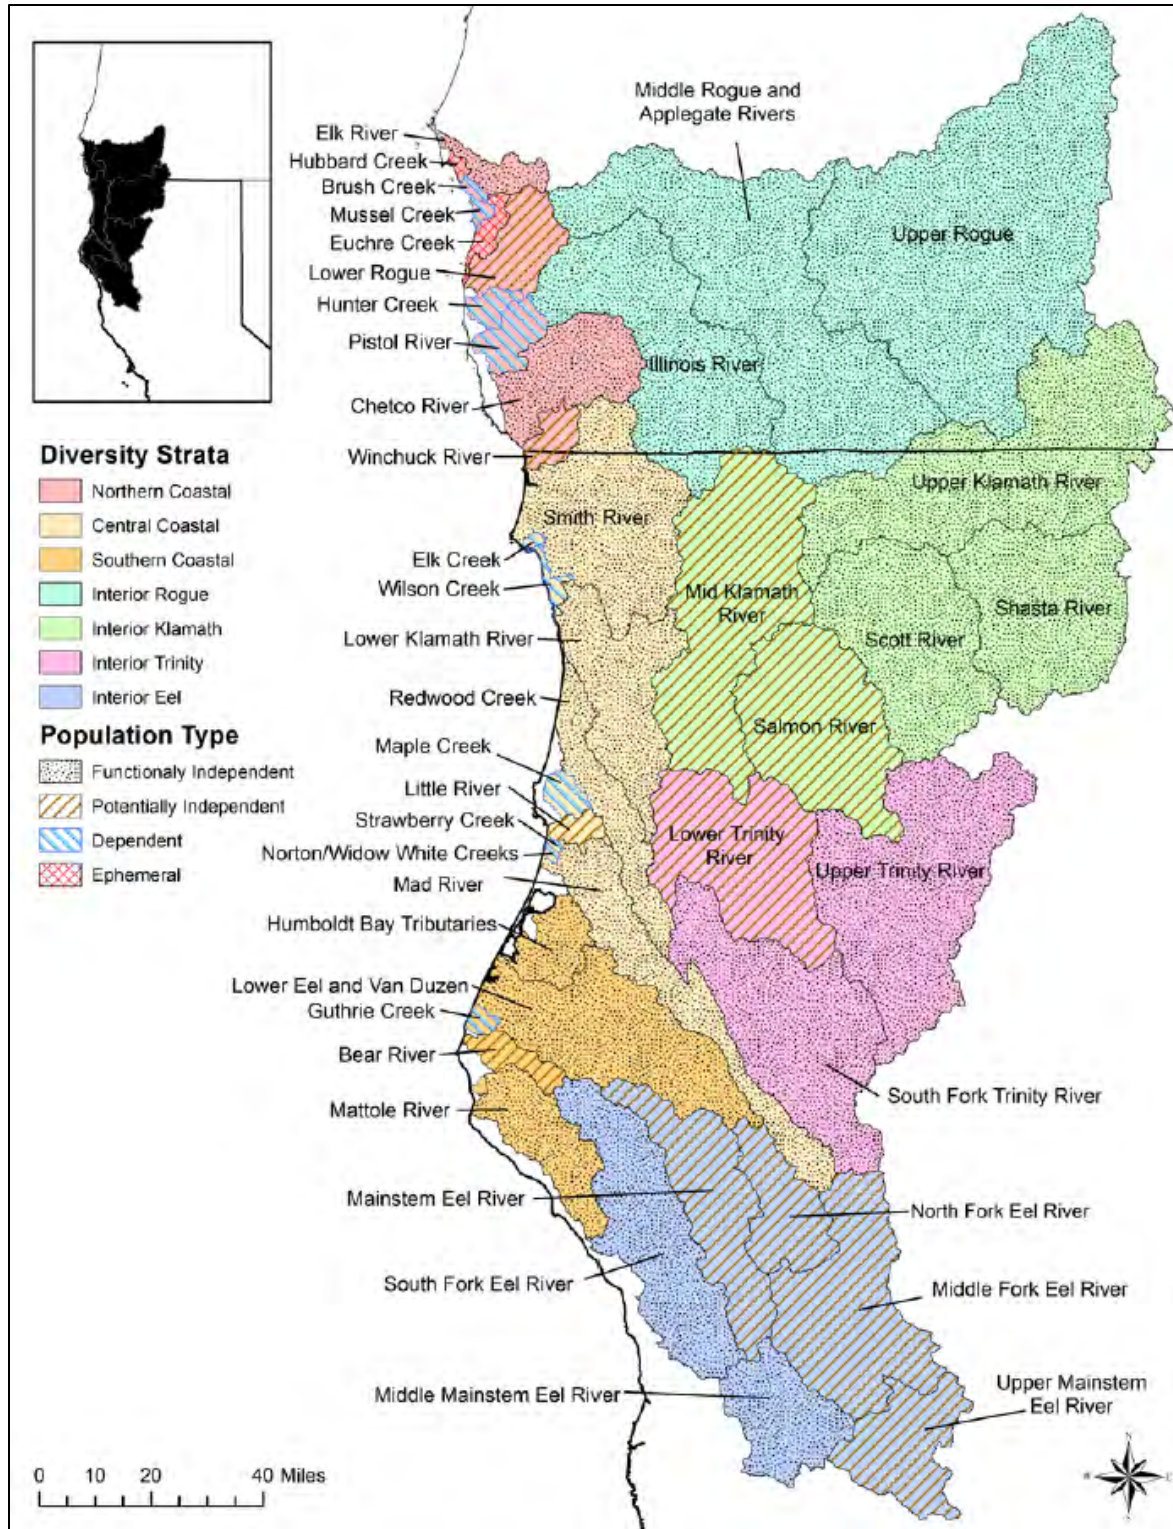 Middle Rogue and
Applegate Rivers
Elk River
Hubbard Creek
Brush Creek
Mussel Creek
Euchre Creek
Lower Rogue
Hunter Creek
Pistol River
Chetco River
Winchuck River
Upper Rogue
Illinois River
Upper Klamath River
Smith River
Elk Creek
Wilson Creek
Mid Klamath
River
Shasta River
Scott River
Lower Klamath River
Redwood Creek
Salmon River
Maple Creek
Little River
Strawberry Creek
Norton/Widow White Creeks
Mad River
Lower Trinity
River
Upper Trinity River
Humboldt Bay Tributaries
Lower Eel and Van Duzen
Guthrie Creek
Bear River
Mattole River
South Fork Trinity River
Mainstem Eel River
North Fork Eel River
South Fork Eel River
Middle Fork Eel River
Middle Mainstem Eel River
Upper Mainstem
Eel River
Diversity Strata
Northern Coastal
Central Coastal
Southern Coastal
Interior Rogue
Interior Klamath
Interior Trinity
Interior Eel
Population Type
Functionaly Independent
Potentially Independent
Dependent
Ephemeral
0 10 20 40 Miles
N